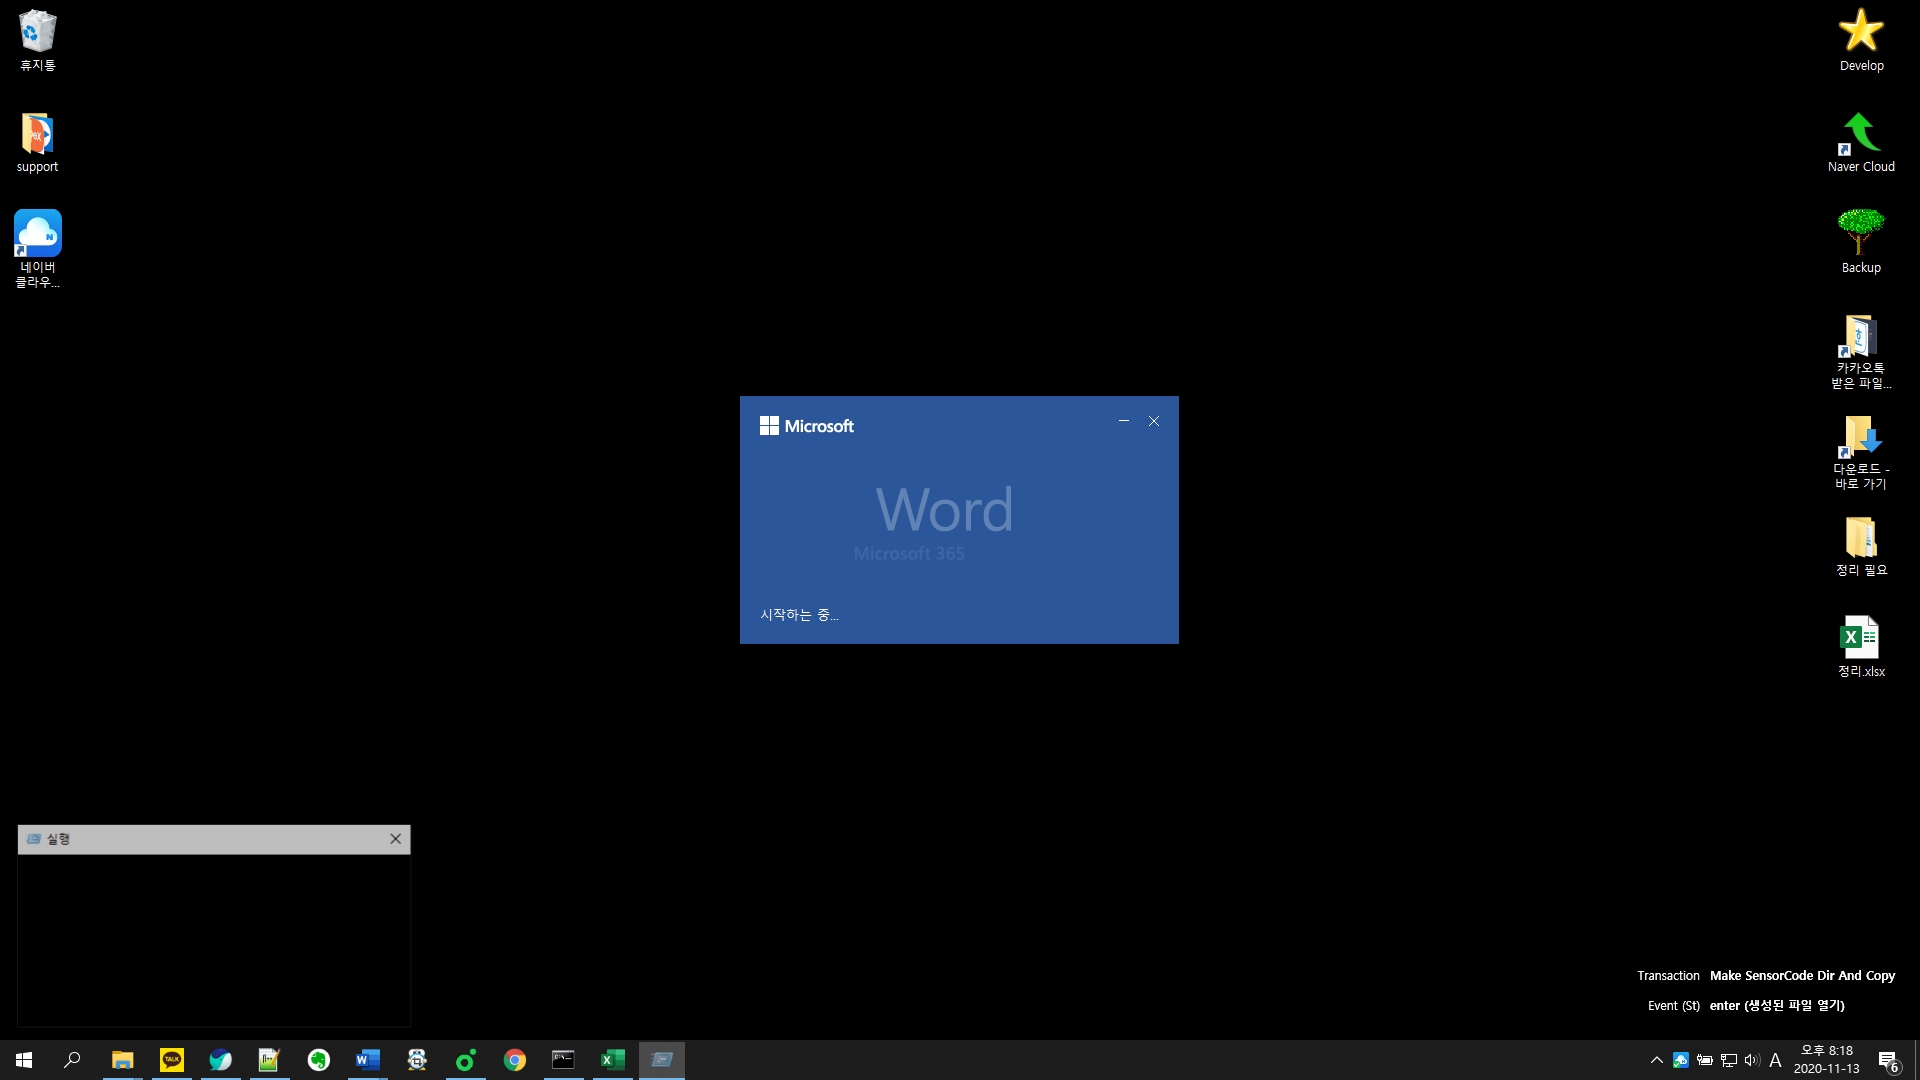 휴지통
support
네이버
클라우...
Develop
Naver Cloud
Backup
카카오톡
받은 파일...
다운로드 -
바로 가기
정리 필요
정리.xlsx
Microsoft
Word
Microsoft 365
시작하는 중...
실행
Transaction Make SensorCode Dir And Copy
Event (St) enter (생성된 파일 열기)
TALK
A
오후 8:18
2020-11-13
6